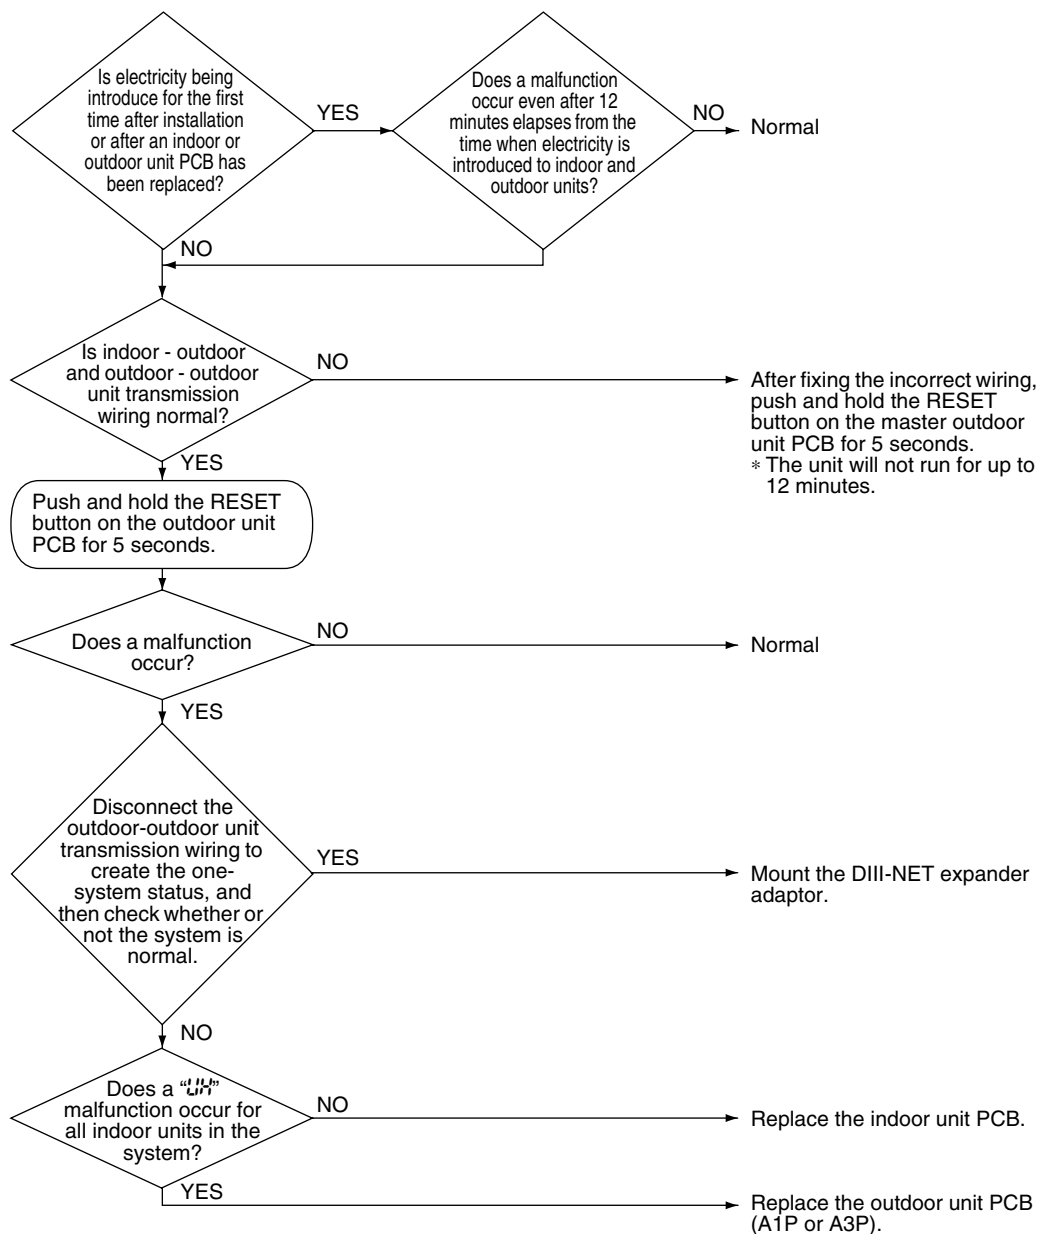 Is electricity being
introduce for the first
time after installation
or after an indoor or
outdoor unit PCB has
been replaced?
YES
Does a malfunction
occur even after 12
minutes elapses from the
time when electricity is
introduced to indoor and
outdoor units?
NO
Normal
NO
Is indoor - outdoor
and outdoor - outdoor
unit transmission
wiring normal?
NO
After fixing the incorrect wiring,
push and hold the RESET
button on the master outdoor
unit PCB for 5 seconds.
* The unit will not run for up to
12 minutes.
YES
Push and hold the RESET
button on the outdoor unit
PCB for 5 seconds.
Does a malfunction
occur?
NO
Normal
YES
Disconnect the
outdoor-outdoor unit
transmission wiring to
create the one-
system status, and
then check whether or
not the system is
normal.
YES
Mount the DIII-NET expander
adaptor.
NO
Does a “UH”
malfunction occur for
all indoor units in the
system?
NO
Replace the indoor unit PCB.
YES
Replace the outdoor unit PCB
(A1P or A3P).